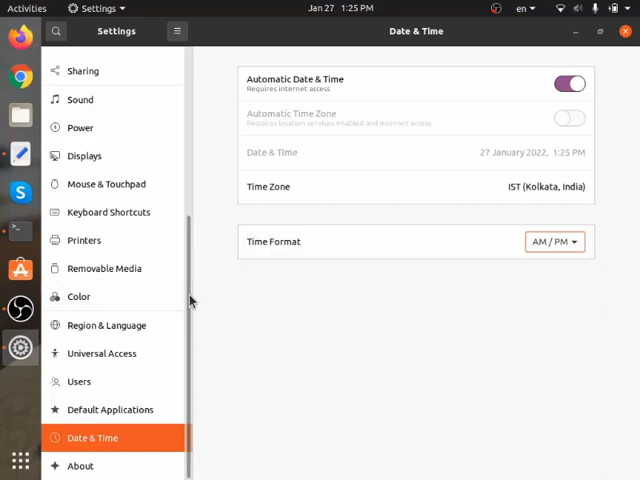 Activities
Settings
Jan 27 1:25 PM
en
Settings
Date & Time
Sharing
Sound
Power
Displays
Mouse & Touchpad
Keyboard Shortcuts
Printers
Removable Media
Color
Region & Language
Universal Access
Users
Default Applications
Date & Time
About
Automatic Date & Time
Requires internet access
Automatic Time Zone
Requires location services enabled and internet access
Date & Time
27 January 2022, 1:25 PM
Time Zone
IST (Kolkata, India)
Time Format
AM / PM